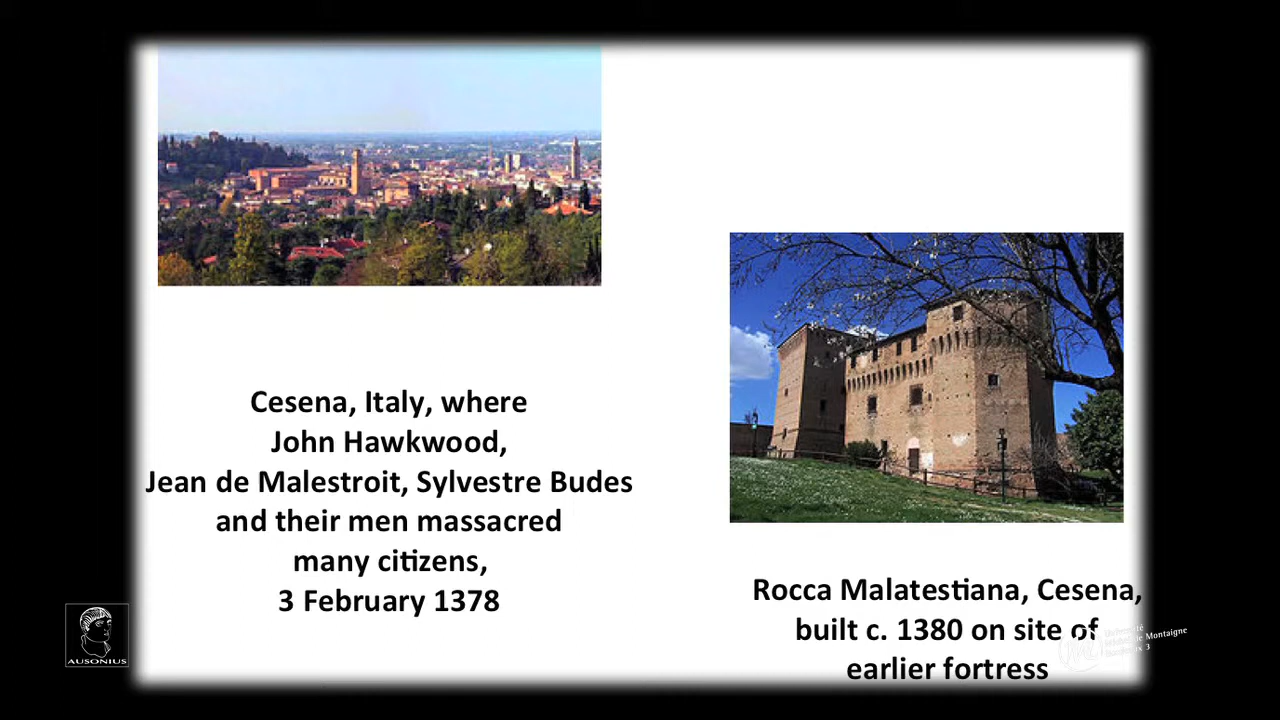 Cesena, Italy, where
John Hawkwood,
Jean de Malestroit, Sylvestre Budes
and their men massacred
many citizens,
3 February 1378
Rocca Malatestiana, Cesena,
built c. 1380 on site of
earlier fortress
AUSONIUS
Montaigne